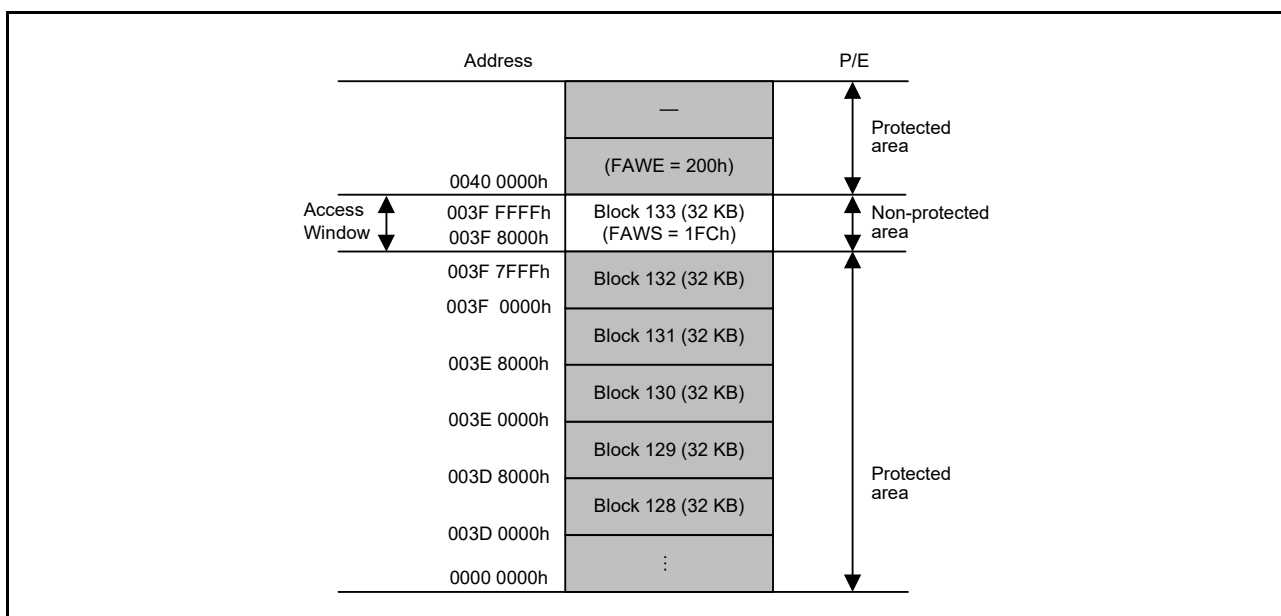 Address
P/E
—
Protected
area
(FAWE = 200h)
0040 0000h
Access
Window
003F FFFFh
Block 133 (32 KB)
Non-protected
area
003F 8000h
(FAWS = 1FCh)
003F 7FFFh
Block 132 (32 KB)
003F 0000h
Block 131 (32 KB)
003E 8000h
Block 130 (32 KB)
003E 0000h
Block 129 (32 KB)
003D 8000h
Protected
area
Block 128 (32 KB)
003D 0000h
⋮
0000 0000h